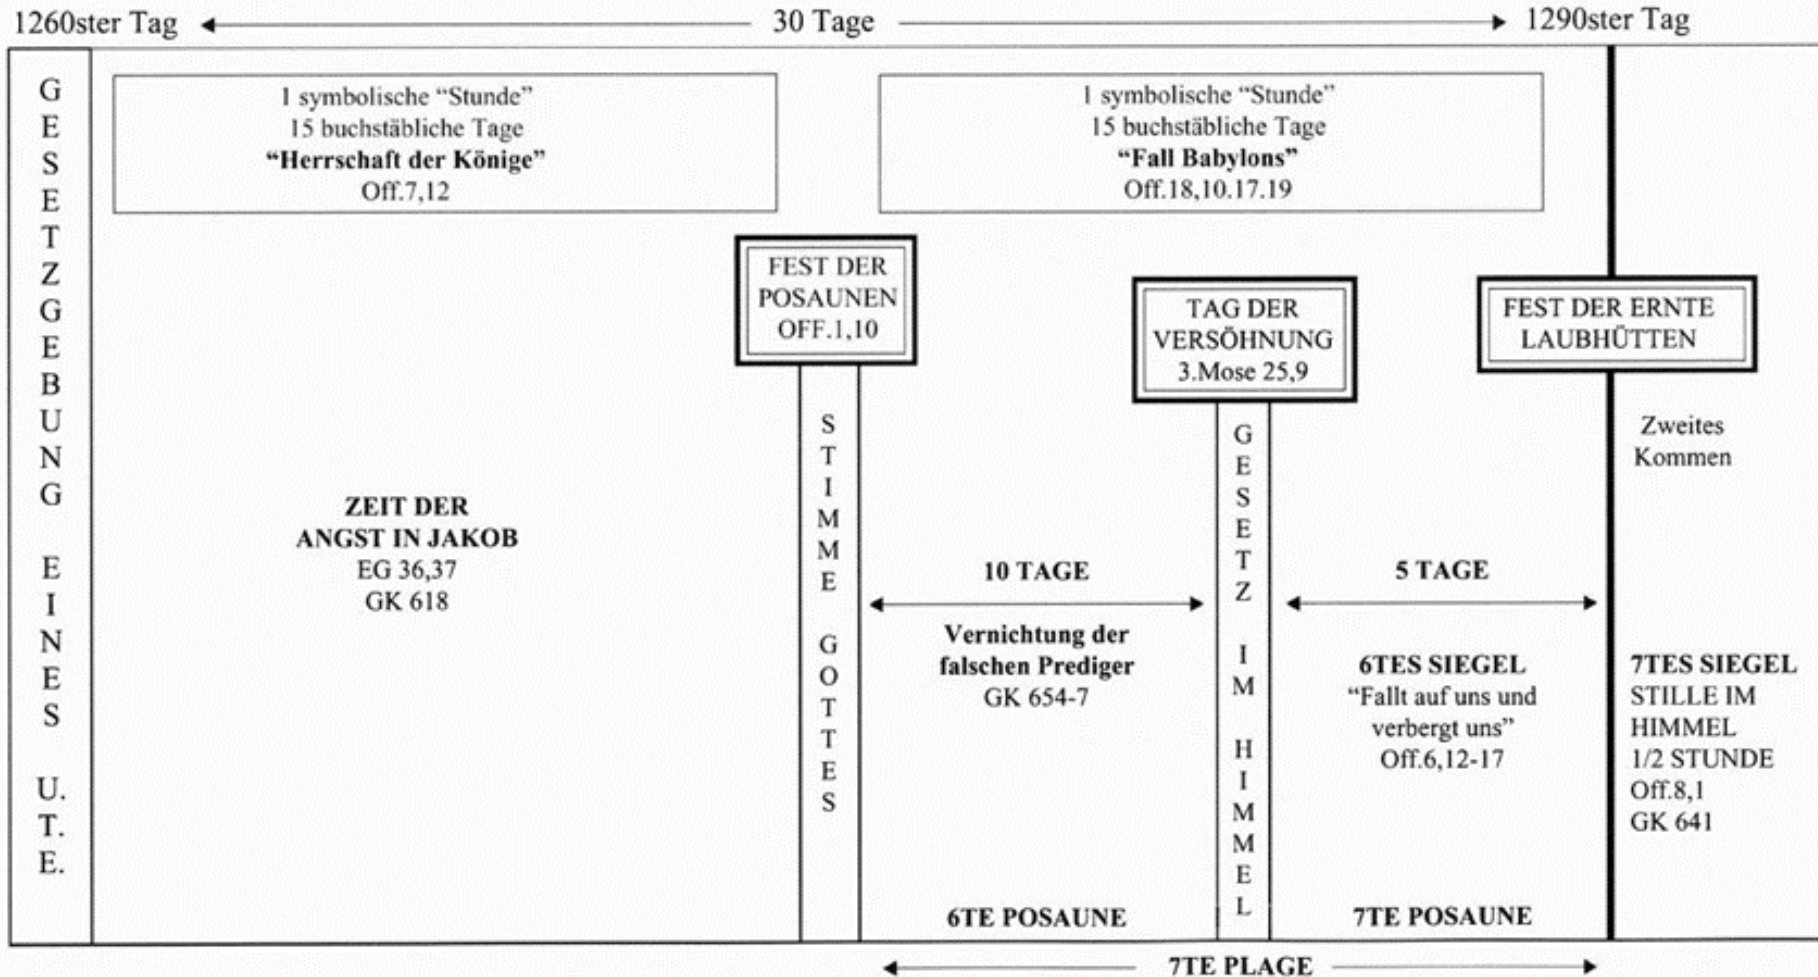 1260ster Tag
30 Tage
1290ster Tag
GESETZGEBUNG EINES U.T.E.
1 symbolische “Stunde”
15 buchstäbliche Tage
“Herrschaft der Könige”
Off.7,12
1 symbolische “Stunde”
15 buchstäbliche Tage
“Fall Babylons”
Off.18,10.17.19
FEST DER
POSAUNEN
OFF.1,10
TAG DER
VERSÖHNUNG
3.Mose 25,9
FEST DER ERNTE
LAUBHÜTTEN
ZEIT DER
ANGST IN JAKOB
EG 36,37
GK 618
STIMME GOTTES
10 TAGE
Vernichtung der
falschen Prediger
GK 654-7
6TE POSAUNE
GESETZ IM HIMMEL
5 TAGE
6TES SIEGEL
“Fallt auf uns und
verbergt uns”
Off.6,12-17
7TE POSAUNE
Zweites
Kommen
7TES SIEGEL
STILLE IM
HIMMEL
1/2 STUNDE
Off.8,1
GK 641
7TE PLAGE